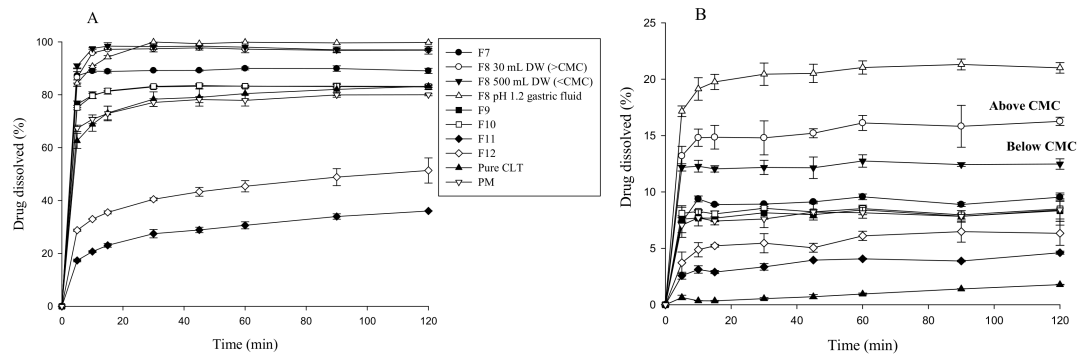 A
Drug dissolved (%)
100
80
60
40
20
0
0 20 40 60 80 100 120
Time (min)
F7
F8 30 mL DW (>CMC)
F8 500 mL DW (<CMC)
F8 pH 1.2 gastric fluid
F9
F10
F11
F12
Pure CLT
PM
B
Drug dissolved (%)
25
20
15
10
5
0
Above CMC
Below CMC
0 20 40 60 80 100 120
Time (min)